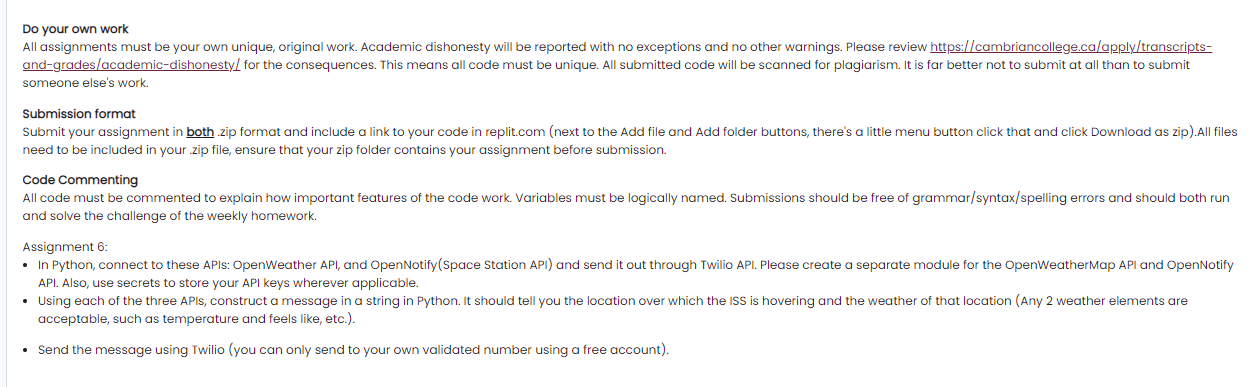 Do your own work
All assignments must be your own unique, original work. Academic dishonesty will be reported with no exceptions and no other warnings. Please review https://cambriancollege.ca/apply/transcripts-
and-grades/academic-dishonesty/ for the consequences. This means all code must be unique. All submitted code will be scanned for plagiarism. It is far better not to submit at all than to submit
someone else's work.
Submission format
Submit your assignment in both .zip format and include a link to your code in replit.com (next to the Add file and Add folder buttons, there's a little menu button click that and click Download as zip).All files
need to be included in your .zip file, ensure that your zip folder contains your assignment before submission.
Code Commenting
All code must be commented to explain how important features of the code work. Variables must be logically named. Submissions should be free of grammar/syntax/spelling errors and should both run
and solve the challenge of the weekly homework.
Assignment 6:
• In Python, connect to these APIs: OpenWeather API, and OpenNotify(Space Station API) and send it out through Twilio API. Please create a separate module for the OpenWeatherMap API and OpenNotify
API. Also, use secrets to store your API keys wherever applicable.
• Using each of the three APIs, construct a message in a string in Python. It should tell you the location over which the ISS is hovering and the weather of that location (Any 2 weather elements are
acceptable, such as temperature and feels like, etc.).
• Send the message using Twilio (you can only send to your own validated number using a free account).